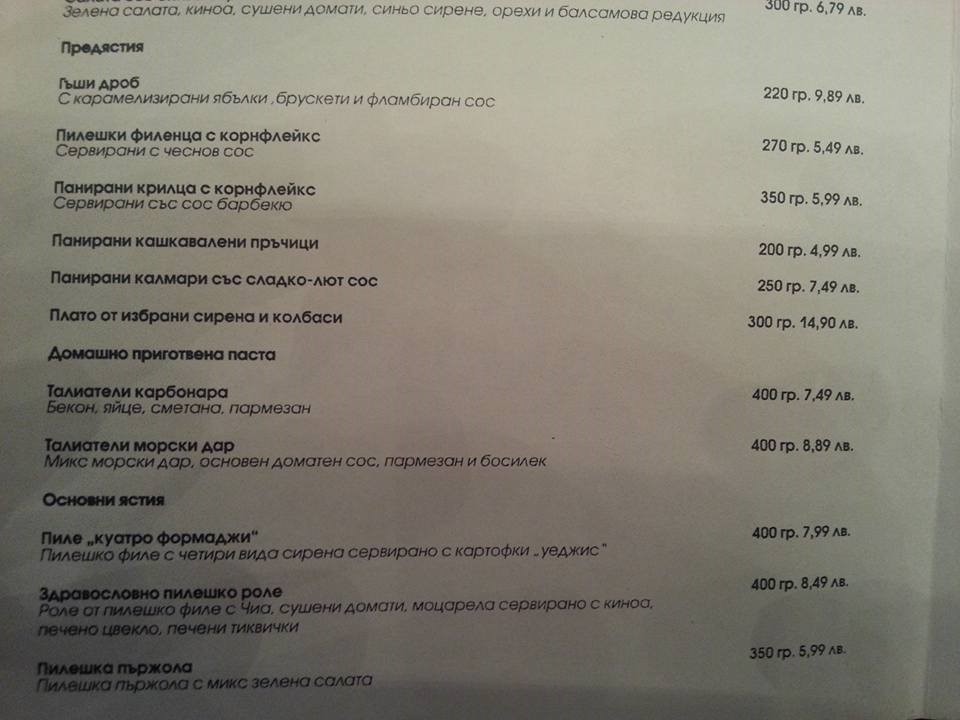 Зелена салата, киноа, сушени домати, синьо сирене, орехи и балсамова редукция 300 гр. 6,79 лв.
Предястия
Гъши дроб
С карамелизирани ябълки ,брускети и фламбиран сос 220 гр. 9,89 лв.
Пилешки филенца с корнфлейкс 270 гр. 5,49 лв.
Сервирани с чеснов сос
Панирани крилца с корнфлейкс 350 гр. 5,99 лв.
Сервирани със сос барбекю
Панирани кашкавалени пръчици 200 гр. 4,99 лв.
Панирани калмари със сладко-лют сос 250 гр. 7,49 лв.
Плато от избрани сирена и колбаси 300 гр. 14,90 лв.
Домашно приготвена паста
Талиатели карбонара 400 гр. 7,49 лв.
Бекон, яйце, сметана, пармезан
Талиатели морски дар 400 гр. 8,89 лв.
Микс морски дар, основен доматен сос, пармезан и босилек
Основни ястия
Пиле „куатро формаджи“ 400 гр. 7,99 лв.
Пилешко филе с четири вида сирена сервирано с картофки „уеджис“
Здравословно пилешко роле 400 гр. 8,49 лв.
Роле от пилешко филе с Чиа, сушени домати, моцарела сервирано с киноа,
печено цвекло, печени тиквички
Пилешка пържола 350 гр. 5,99 лв.
Пилешка пържола с микс зелена салата